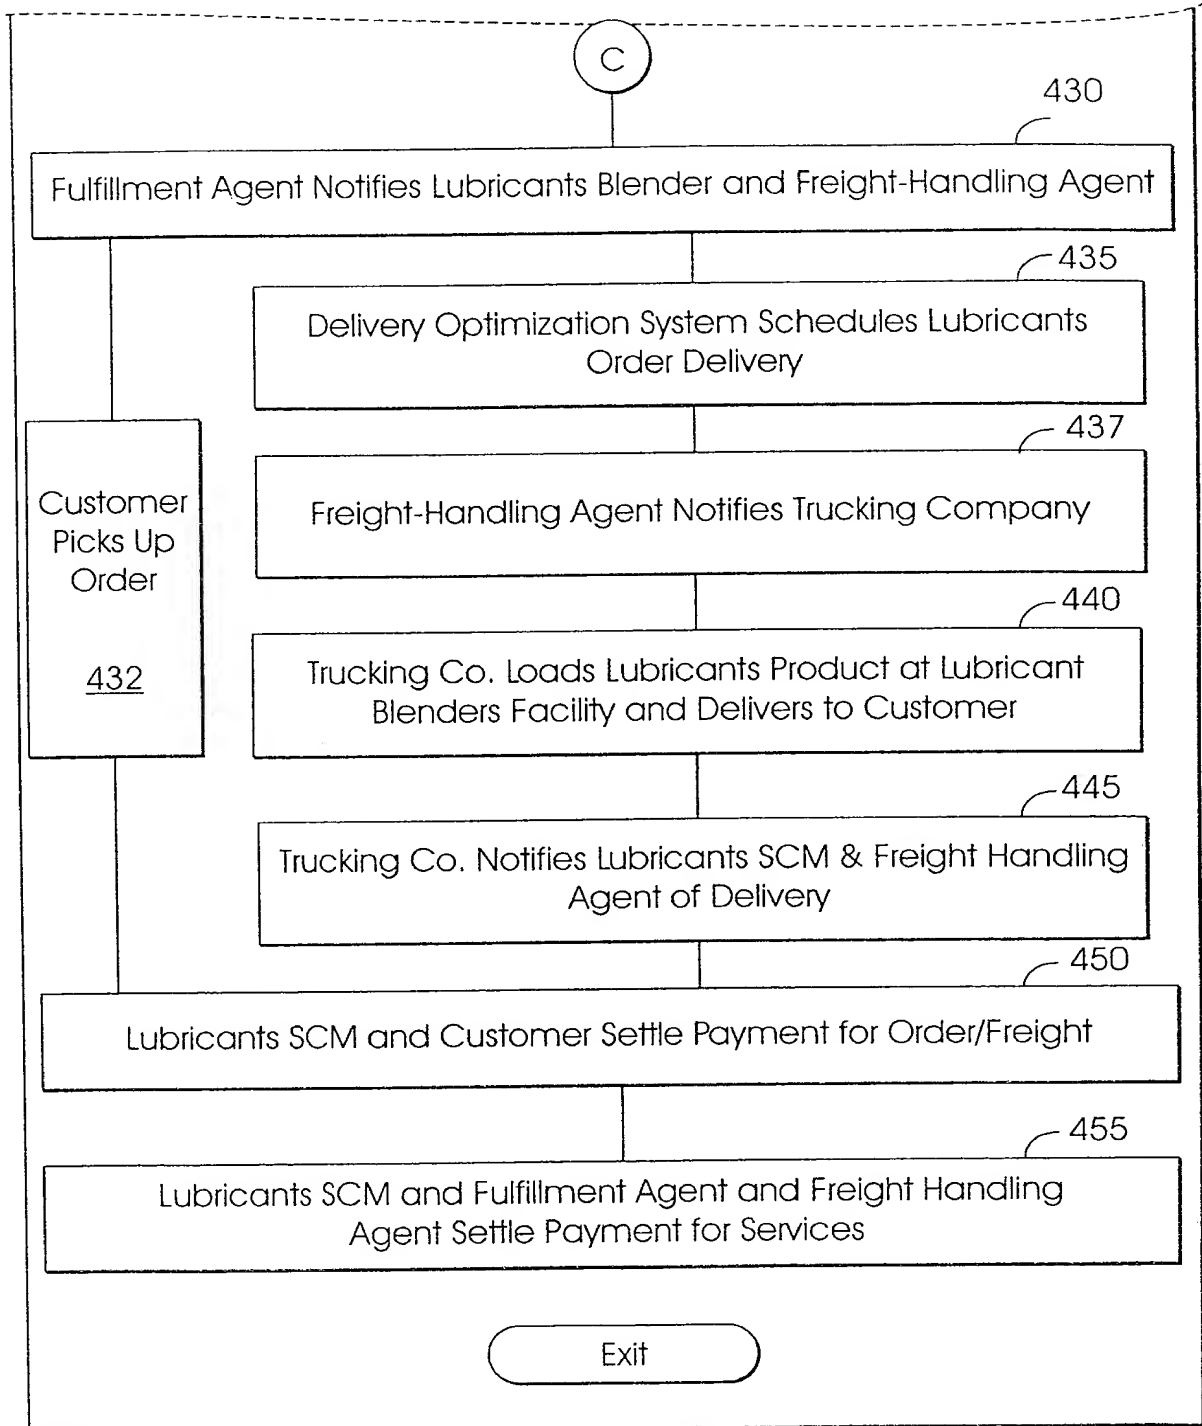 C
430
Fulfillment Agent Notifies Lubricants Blender and Freight-Handling Agent
435
Delivery Optimization System Schedules Lubricants
Order Delivery
437
Freight-Handling Agent Notifies Trucking Company
Customer
Picks Up
Order
432
440
Trucking Co. Loads Lubricants Product at Lubricant
Blenders Facility and Delivers to Customer
445
Trucking Co. Notifies Lubricants SCM & Freight Handling
Agent of Delivery
450
Lubricants SCM and Customer Settle Payment for Order/Freight
455
Lubricants SCM and Fulfillment Agent and Freight Handling
Agent Settle Payment for Services
Exit